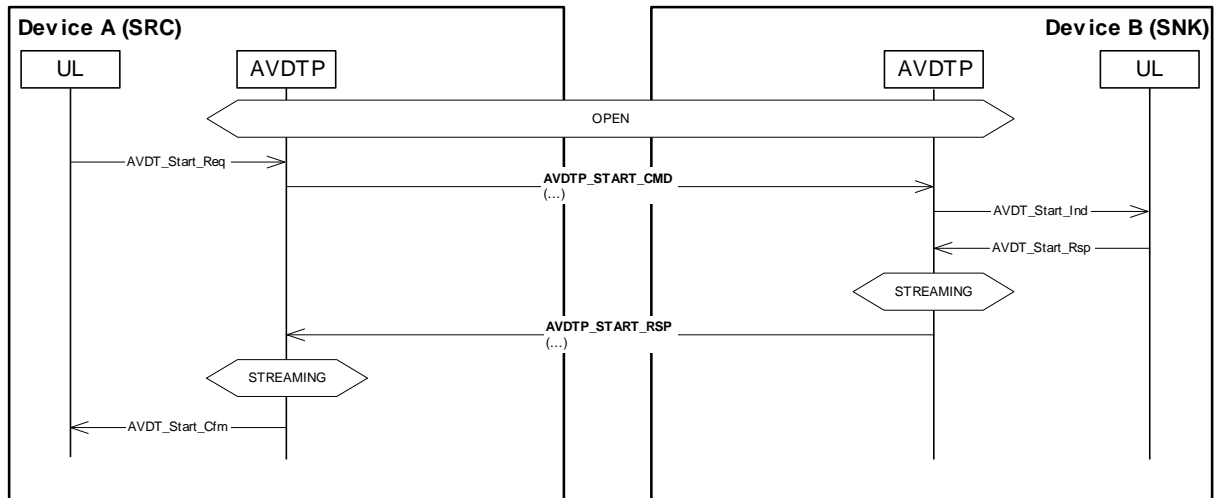 Device A (SRC)
Device B (SNK)
UL
AVDTP
AVDTP
UL
OPEN
AVDT_Start_Req
AVDTP_START_CMD
(...)
AVDT_Start_Ind
AVDT_Start_Rsp
STREAMING
AVDTP_START_RSP
(...)
STREAMING
AVDT_Start_Cfm